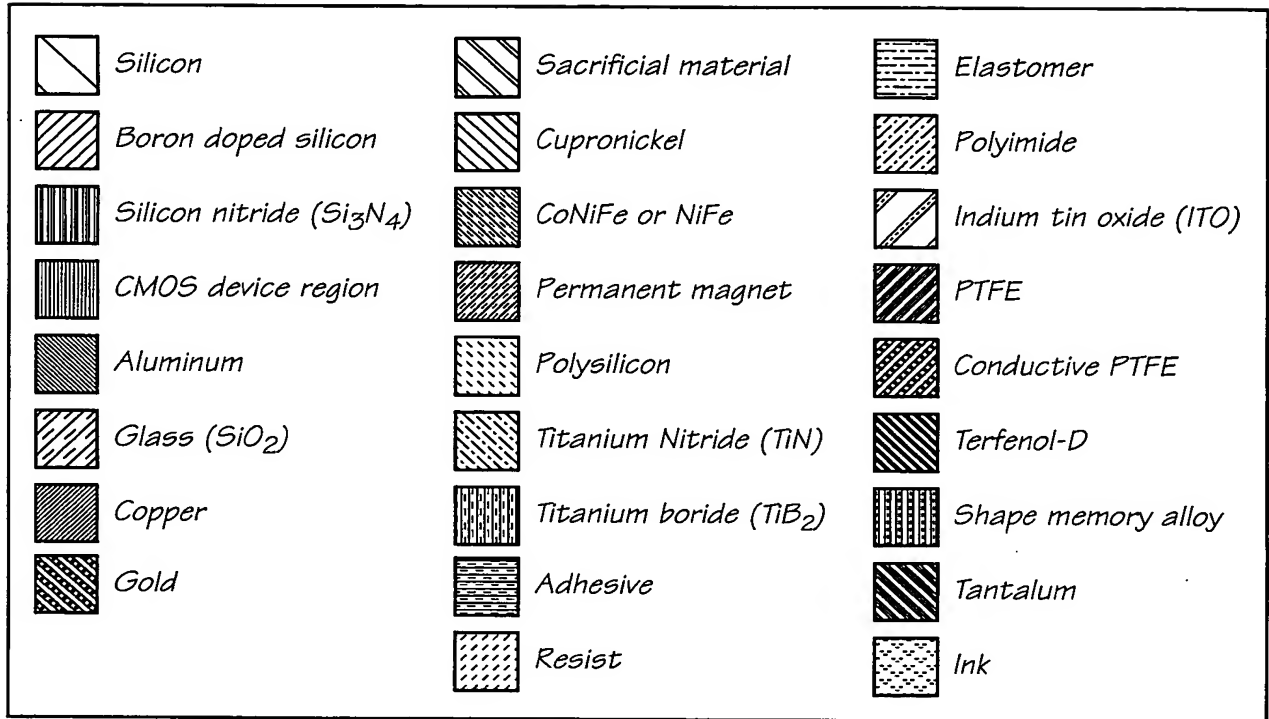 Silicon
Boron doped silicon
Silicon nitride (Si₃N₄)
CMOS device region
Aluminum
Glass (SiO₂)
Copper
Gold
Sacrificial material
Cupronickel
CoNiFe or NiFe
Permanent magnet
Polysilicon
Titanium Nitride (TiN)
Titanium boride (TiB₂)
Adhesive
Resist
Elastomer
Polyimide
Indium tin oxide (ITO)
PTFE
Conductive PTFE
Terfenol-D
Shape memory alloy
Tantalum
Ink